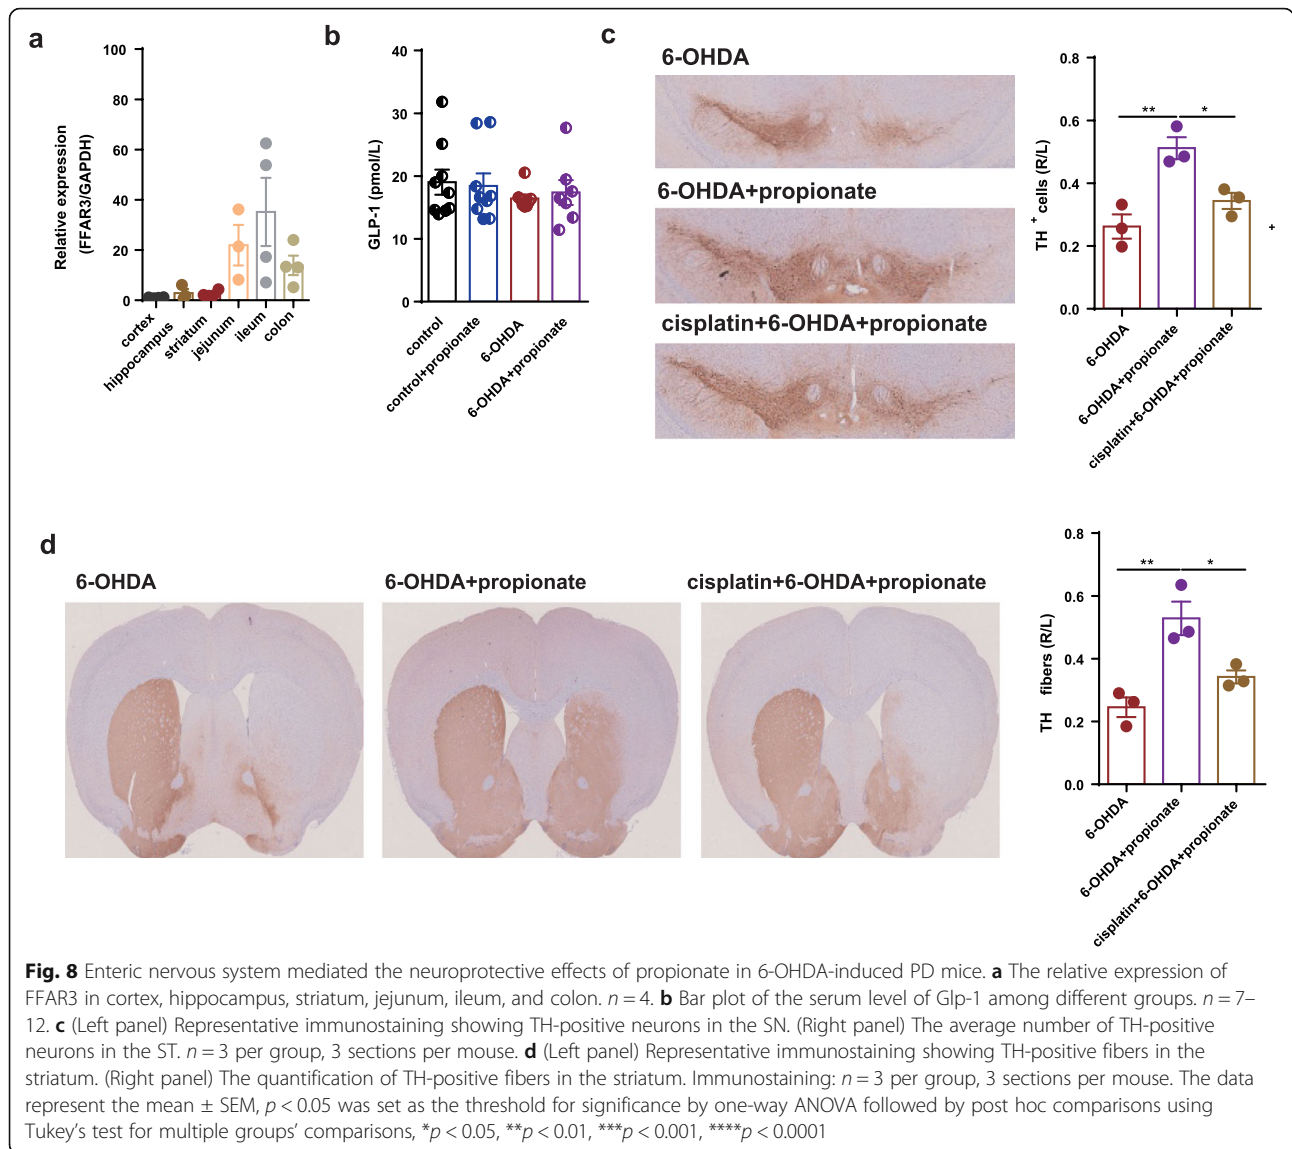 a
100
80
60
40
20
0
Relative expression
(FFAR3/GAPDH)
cortex
hippocampus
striatum
jejunum
ileum
colon
b
40
30
20
10
0
GLP-1 (pmol/L)
control
control+propionate
6-OHDA
6-OHDA+propionate
c
6-OHDA
6-OHDA+propionate
cisplatin+6-OHDA+propionate
0.8
0.6
0.4
0.2
0.0
TH + cells (R/L)
** *
+
6-OHDA
6-OHDA+propionate
cisplatin+6-OHDA+propionate
d
6-OHDA
6-OHDA+propionate
cisplatin+6-OHDA+propionate
0.8
0.6
0.4
0.2
0.0
TH fibers (R/L)
** *
6-OHDA
6-OHDA+propionate
cisplatin+6-OHDA+propionate
Fig. 8 Enteric nervous system mediated the neuroprotective effects of propionate in 6-OHDA-induced PD mice. a The relative expression of
FFAR3 in cortex, hippocampus, striatum, jejunum, ileum, and colon. n = 4. b Bar plot of the serum level of Glp-1 among different groups. n = 7–
12. c (Left panel) Representative immunostaining showing TH-positive neurons in the SN. (Right panel) The average number of TH-positive
neurons in the ST. n = 3 per group, 3 sections per mouse. d (Left panel) Representative immunostaining showing TH-positive fibers in the
striatum. (Right panel) The quantification of TH-positive fibers in the striatum. Immunostaining: n = 3 per group, 3 sections per mouse. The data
represent the mean ± SEM, p < 0.05 was set as the threshold for significance by one-way ANOVA followed by post hoc comparisons using
Tukey's test for multiple groups' comparisons, *p < 0.05, **p < 0.01, ***p < 0.001, ****p < 0.0001